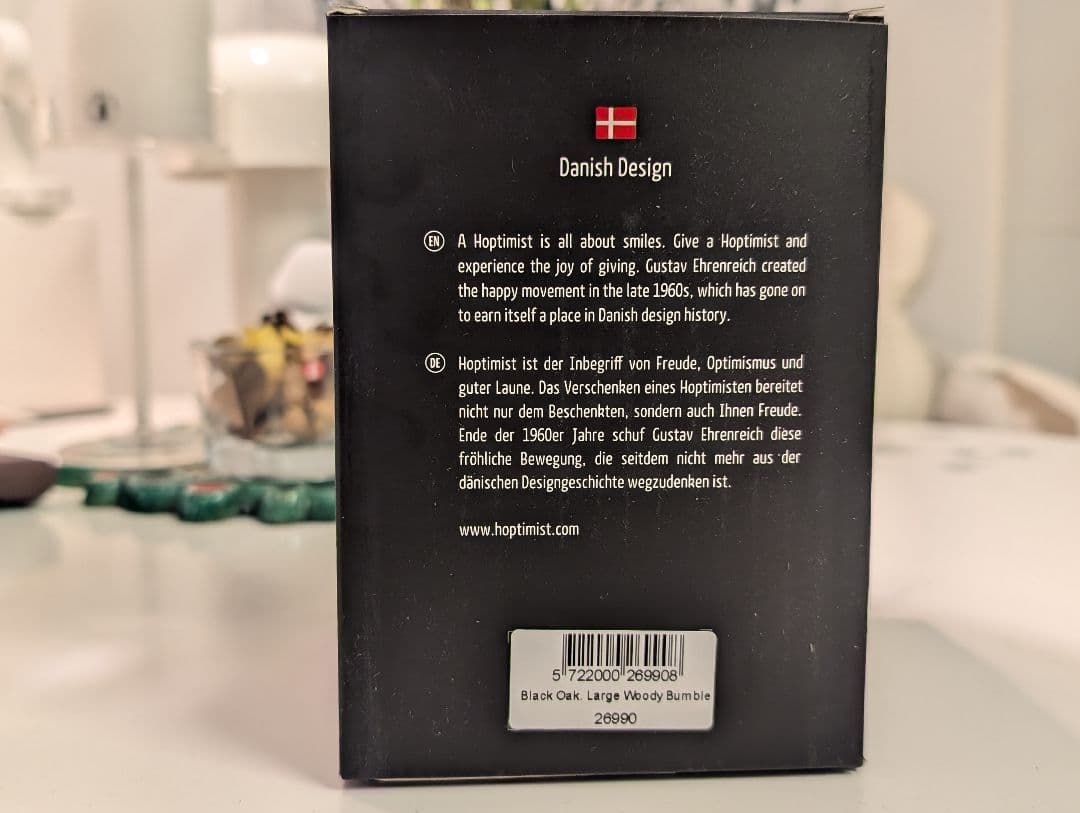 Danish Design
EN A Hoptimist is all about smiles. Give a Hoptimist and
experience the joy of giving. Gustav Ehrenreich created
the happy movement in the late 1960s, which has gone on
to earn itself a place in Danish design history.
DE Hoptimist ist der Inbegriff von Freude, Optimismus und
guter Laune. Das Verschenken eines Hoptimisten bereitet
nicht nur dem Beschenkten, sondern auch Ihnen Freude.
Ende der 1960er Jahre schuf Gustav Ehrenreich diese
fröhliche Bewegung, die seitdem nicht mehr aus der
dänischen Designgeschichte wegzudenken ist.
www.hoptimist.com
5 722000 269908
Black Oak. Large Woody Bumble
26990